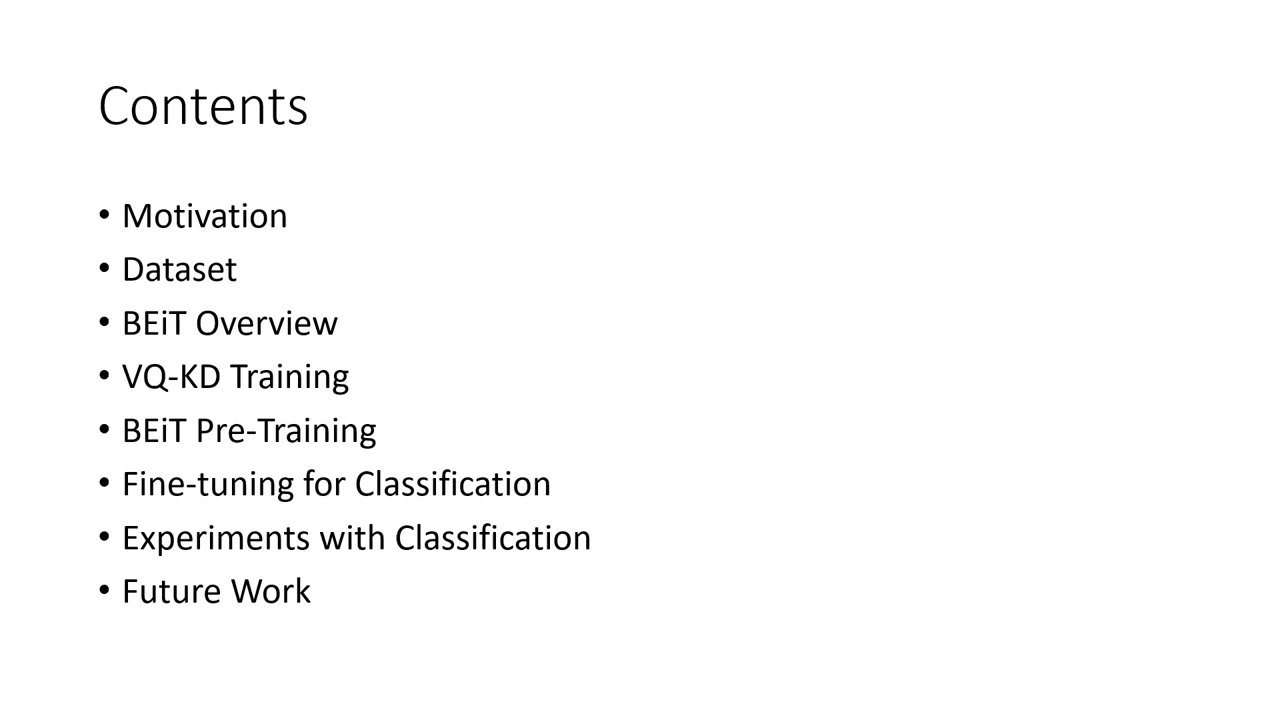 Contents
• Motivation
• Dataset
• BEiT Overview
• VQ-KD Training
• BEiT Pre-Training
• Fine-tuning for Classification
• Experiments with Classification
• Future Work